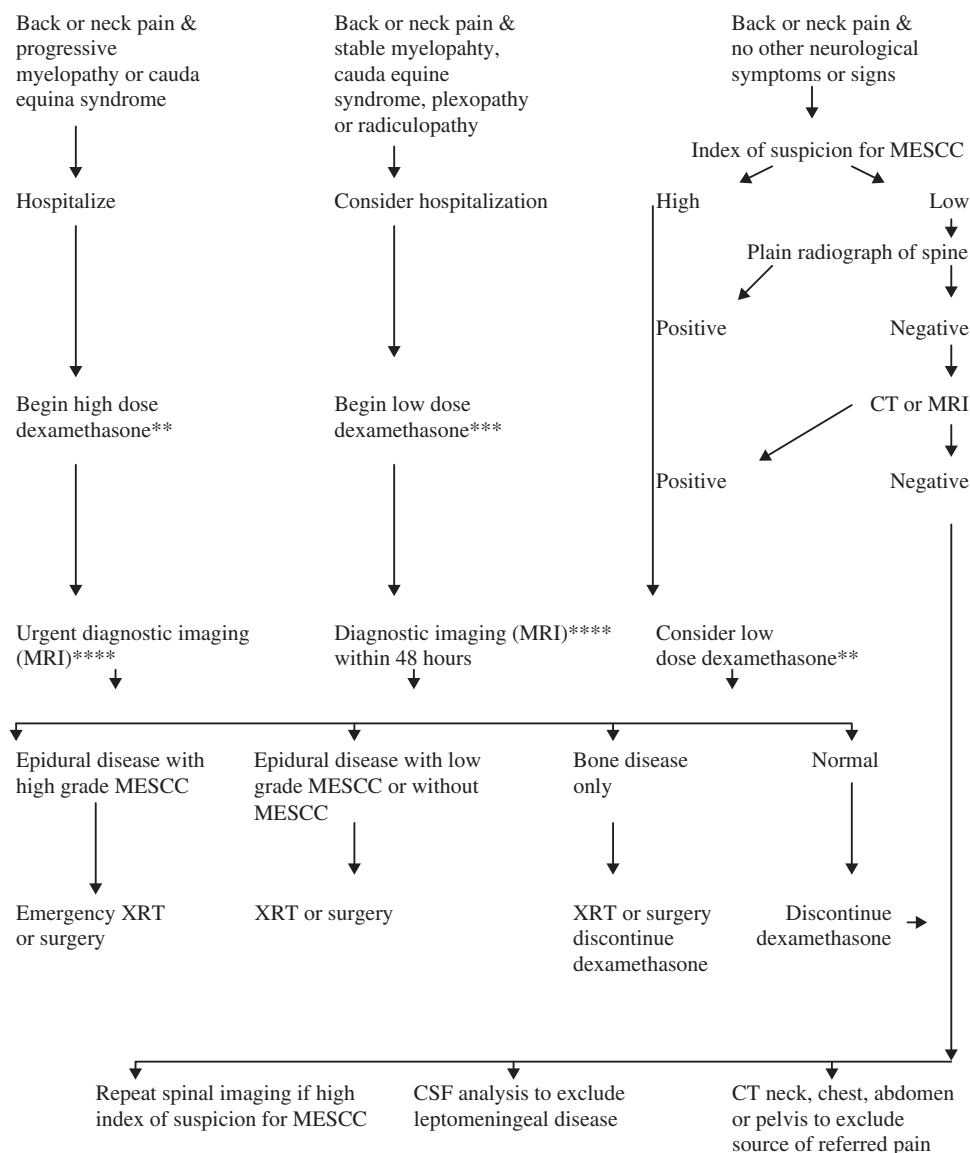 Back or neck pain &
progressive
myelopathy or cauda
equina syndrome
Back or neck pain &
stable myelopahty,
cauda equine
syndrome, plexopathy
or radiculopathy
Back or neck pain &
no other neurological
symptoms or signs
Index of suspicion for MESCC
Hospitalize
Consider hospitalization
High
Low
Plain radiograph of spine
Positive
Negative
Begin high dose
dexamethasone**
Begin low dose
dexamethasone***
CT or MRI
Positive
Negative
Urgent diagnostic imaging
(MRI)****
Diagnostic imaging (MRI)****
within 48 hours
Consider low
dose dexamethasone**
Epidural disease with
high grade MESCC
Epidural disease with low
grade MESCC or without
MESCC
Bone disease
only
Normal
Emergency XRT
or surgery
XRT or surgery
XRT or surgery
discontinue
dexamethasone
Discontinue
dexamethasone
Repeat spinal imaging if high
index of suspicion for MESCC
CSF analysis to exclude
leptomeningeal disease
CT neck, chest, abdomen
or pelvis to exclude
source of referred pain